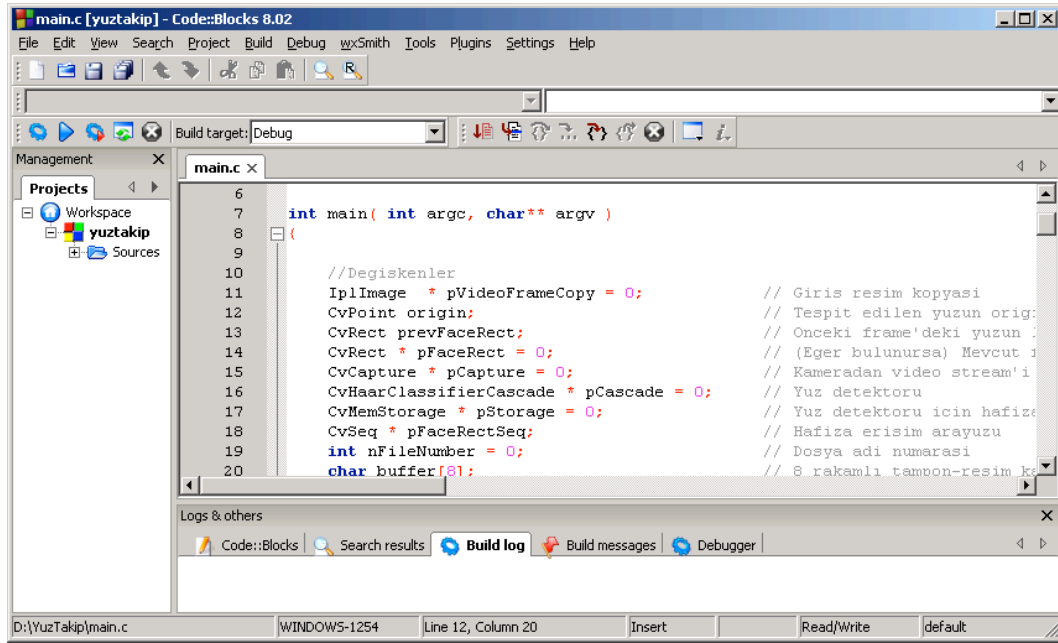 main.c [yuztakip] - Code::Blocks 8.02
File Edit View Search Project Build Debug wxSmith Tools Plugins Settings Help
Build target: Debug
Management
main.c
Projects
Workspace
yuztakip
Sources
6
7 int main( int argc, char** argv )
8 {
9
10 //Degiskenler
11 IplImage * pVideoFrameCopy = 0; // Giris resim kopyasi
12 CvPoint origin; // Tespit edilen yuzun
13 CvRect prevFaceRect; // Onceki frame'deki yuzun
14 CvRect * pFaceRect = 0; // (Eger bulunursa) Mevcut
15 CvCapture * pCapture = 0; // Kameradan video stream'i
16 CvHaarClassifierCascade * pCascade = 0; // Yuz detektoru
17 CvMemStorage * pStorage = 0; // Yuz detektoru icin
18 CvSeq * pFaceRectSeq; // Hafiza erisim arayuzu
19 int nFileNumber = 0; // Dosya adi numarasi
20 char buffer[8]; // 8 rakamlı tampon-resim
Logs & others
Code::Blocks Search results Build log Build messages Debugger
D:\YuzTakip\main.c WINDOWS-1254 Line 12, Column 20 Insert Read/Write default